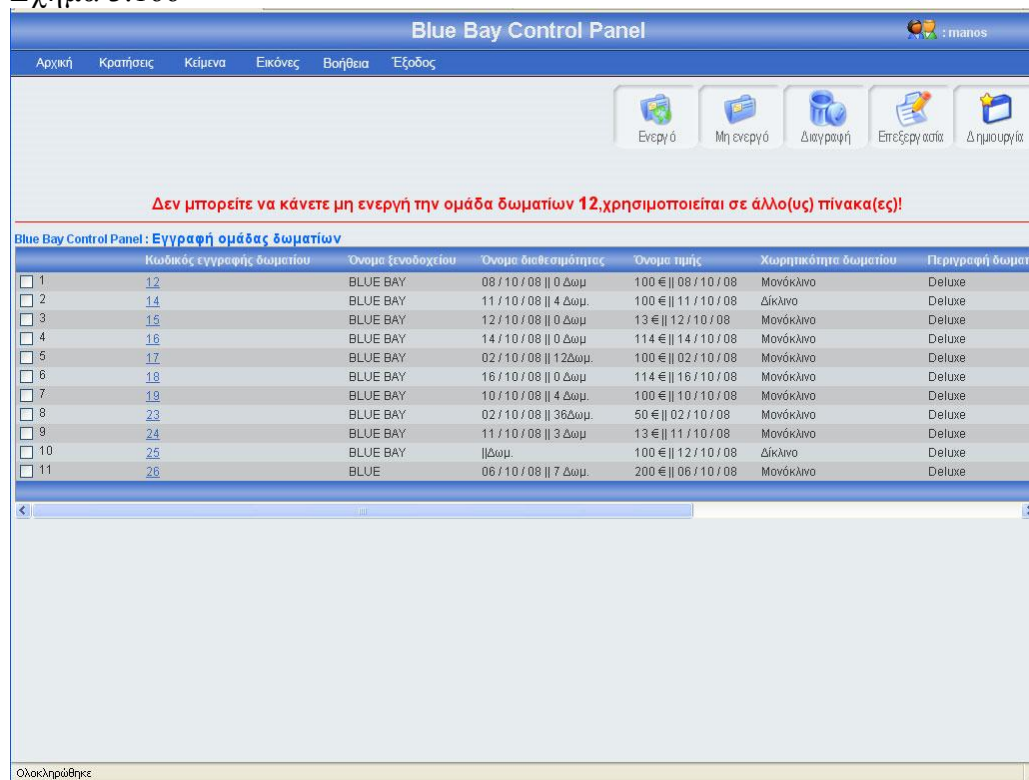 Blue Bay Control Panel
: manos
Αρχική Κρατήσεις Κείμενα Εικόνες Βοήθεια Έξοδος
Ενεργό Μη ενεργό Διαγραφή Επεξεργασία Δημιουργία
Δεν μπορείτε να κάνετε μη ενεργή την ομάδα δωματίων 12,χρησιμοποιείται σε άλλο(υς) πίνακα(ες)!
Blue Bay Control Panel : Εγγραφή ομάδας δωματίων
Κωδικός εγγραφής δωματίου Όνομα ξενοδοχείου Όνομα διαθεσιμότητας Όνομα τιμής Χωρητικότητα δωματίου Περιγραφή
1 12 BLUE BAY 08 / 10 / 08 || 0 Δωμ 100 € || 08 / 10 / 08 Μονόκλινο Deluxe
2 14 BLUE BAY 11 / 10 / 08 || 4 Δωμ. 100 € || 11 / 10 / 08 Δίκλινο Deluxe
3 15 BLUE BAY 12 / 10 / 08 || 0 Δωμ 13 € || 12 / 10 / 08 Μονόκλινο Deluxe
4 16 BLUE BAY 14 / 10 / 08 || 0 Δωμ 114 € || 14 / 10 / 08 Μονόκλινο Deluxe
5 17 BLUE BAY 02 / 10 / 08 || 12Δωμ. 100 € || 02 / 10 / 08 Μονόκλινο Deluxe
6 18 BLUE BAY 16 / 10 / 08 || 0 Δωμ 114 € || 16 / 10 / 08 Μονόκλινο Deluxe
7 19 BLUE BAY 10 / 10 / 08 || 4 Δωμ. 100 € || 10 / 10 / 08 Μονόκλινο Deluxe
8 23 BLUE BAY 02 / 10 / 08 || 36Δωμ. 50 € || 02 / 10 / 08 Μονόκλινο Deluxe
9 24 BLUE BAY 11 / 10 / 08 || 3 Δωμ 13 € || 11 / 10 / 08 Μονόκλινο Deluxe
10 25 BLUE BAY ||Δωμ. 100 € || 12 / 10 / 08 Δίκλινο Deluxe
11 26 BLUE 06 / 10 / 08 || 7 Δωμ. 200 € || 06 / 10 / 08 Μονόκλινο Deluxe
Ολοκληρώθηκε